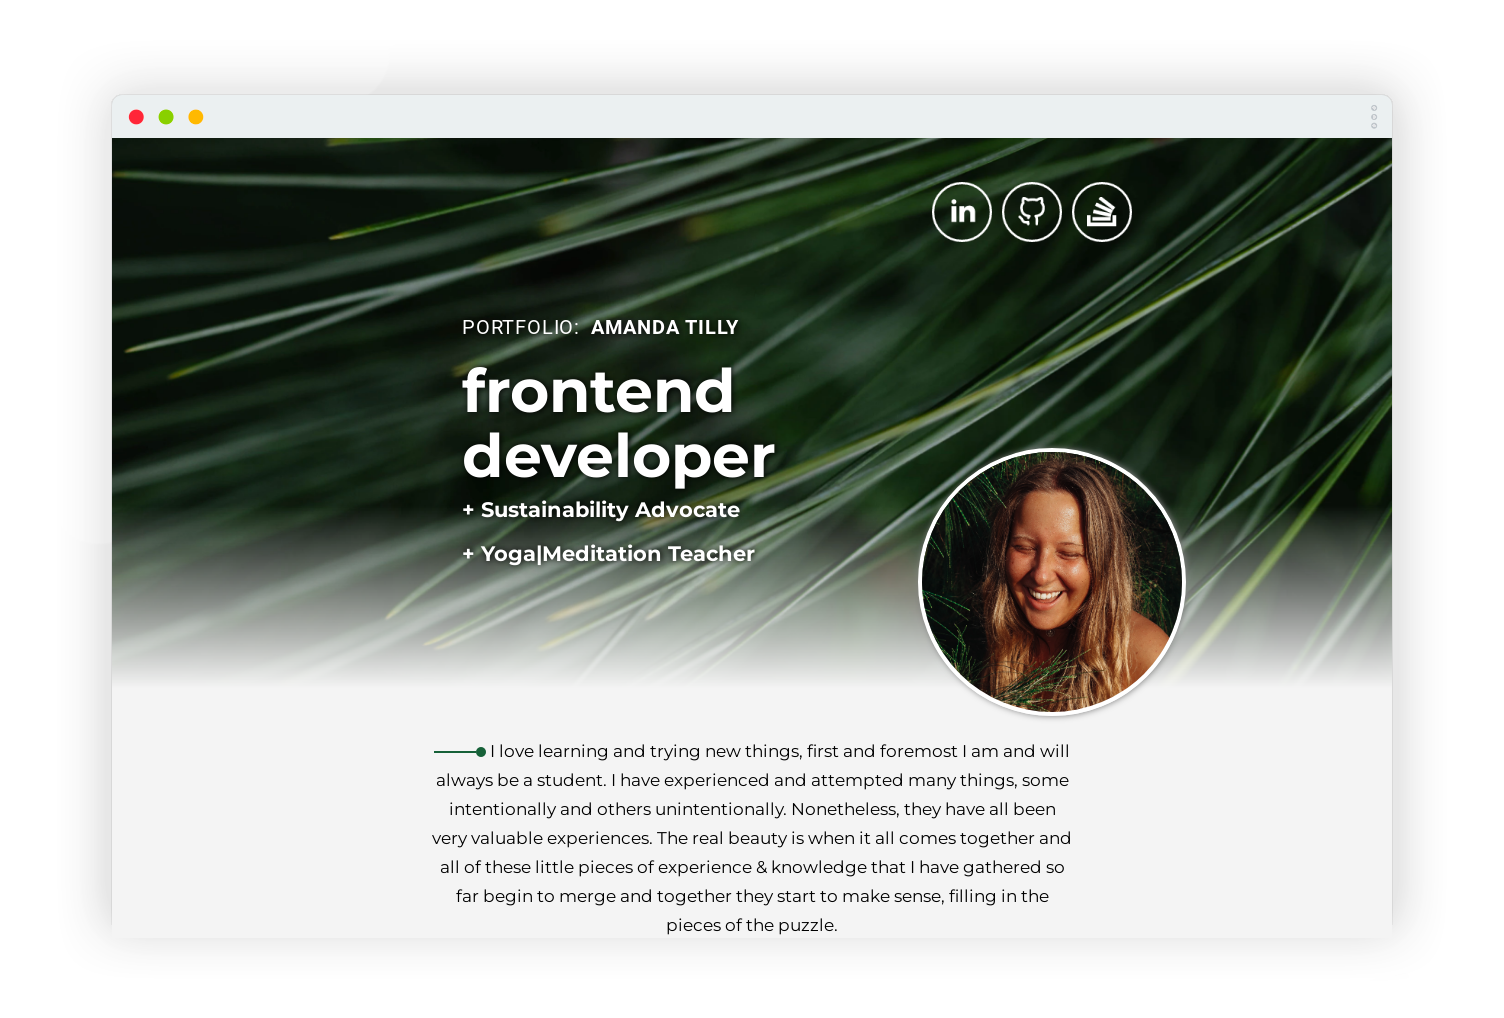 in
PORTFOLIO: AMANDA TILLY
frontend
developer
+ Sustainability Advocate
+ Yoga|Meditation Teacher
I love learning and trying new things, first and foremost I am and will
always be a student. I have experienced and attempted many things, some
intentionally and others unintentionally. Nonetheless, they have all been
very valuable experiences. The real beauty is when it all comes together and
all of these little pieces of experience & knowledge that I have gathered so
far begin to merge and together they start to make sense, filling in the
pieces of the puzzle.